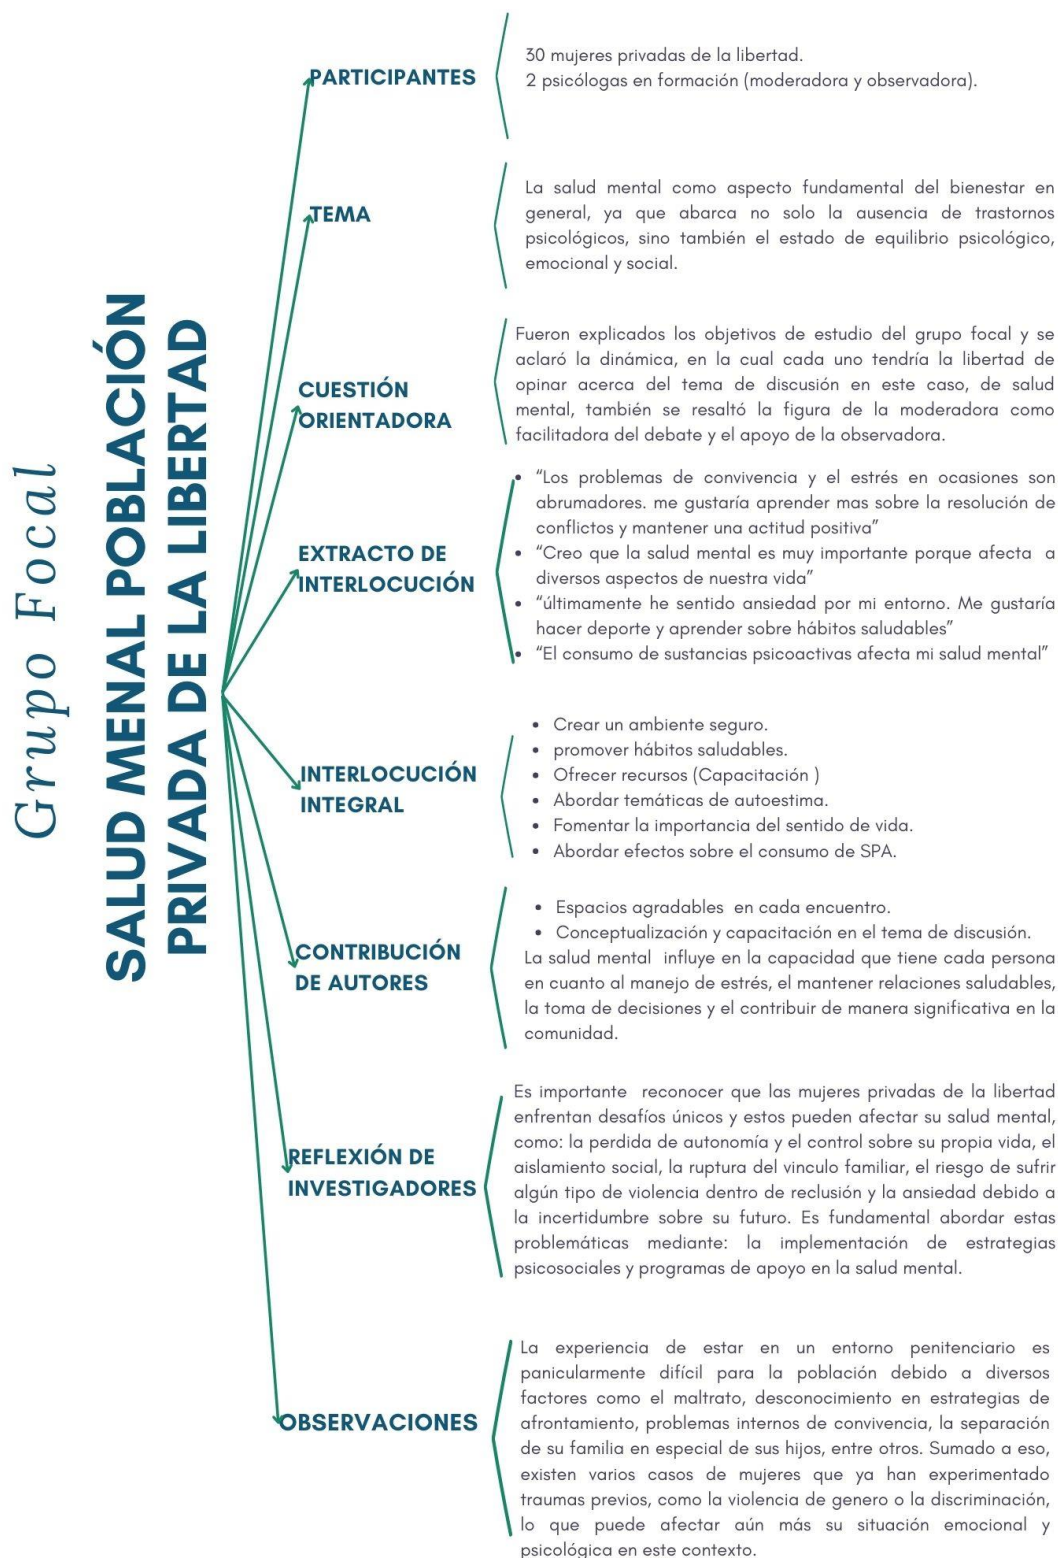 Grupo Focal
SALUD MENAL POBLACIÓN
PRIVADA DE LA LIBERTAD
PARTICIPANTES
30 mujeres privadas de la libertad.
2 psicólogas en formación (moderadora y observadora).
TEMA
La salud mental como aspecto fundamental del bienestar en
general, ya que abarca no solo la ausencia de trastornos
psicológicos, sino también el estado de equilibrio psicológico,
emocional y social.
CUESTIÓN
ORIENTADORA
Fueron explicados los objetivos de estudio del grupo focal y se
aclaró la dinámica, en la cual cada uno tendría la libertad de
opinar acerca del tema de discusión en este caso, de salud
mental, también se resaltó la figura de la moderadora como
facilitadora del debate y el apoyo de la observadora.
EXTRACTO DE
INTERLOCUCIÓN
• “Los problemas de convivencia y el estrés en ocasiones son
abrumadores. me gustaría aprender mas sobre la resolución de
conflictos y mantener una actitud positiva”
• “Creo que la salud mental es muy importante porque afecta a
diversos aspectos de nuestra vida”
• “últimamente he sentido ansiedad por mi entorno. Me gustaría
hacer deporte y aprender sobre hábitos saludables”
• “El consumo de sustancias psicoactivas afecta mi salud mental”
INTERLOCUCIÓN
INTEGRAL
• Crear un ambiente seguro.
• promover hábitos saludables.
• Ofrecer recursos (Capacitación )
• Abordar temáticas de autoestima.
• Fomentar la importancia del sentido de vida.
• Abordar efectos sobre el consumo de SPA.
CONTRIBUCIÓN
DE AUTORES
• Espacios agradables en cada encuentro.
• Conceptualización y capacitación en el tema de discusión.
La salud mental influye en la capacidad que tiene cada persona
en cuanto al manejo de estrés, el mantener relaciones saludables,
la toma de decisiones y el contribuir de manera significativa en la
comunidad.
REFLEXIÓN DE
INVESTIGADORES
Es importante reconocer que las mujeres privadas de la libertad
enfrentan desafíos únicos y estos pueden afectar su salud mental,
como: la perdida de autonomía y el control sobre su propia vida, el
aislamiento social, la ruptura del vinculo familiar, el riesgo de sufrir
algún tipo de violencia dentro de reclusión y la ansiedad debido a
la incertidumbre sobre su futuro. Es fundamental abordar estas
problemáticas mediante: la implementación de estrategias
psicosociales y programas de apoyo en la salud mental.
OBSERVACIONES
La experiencia de estar en un entorno penitenciario es
panicularmente difícil para la población debido a diversos
factores como el maltrato, desconocimiento en estrategias de
afrontamiento, problemas internos de convivencia, la separación
de su familia en especial de sus hijos, entre otros. Sumado a eso,
existen varios casos de mujeres que ya han experimentado
traumas previos, como la violencia de genero o la discriminación,
lo que puede afectar aún más su situación emocional y
psicológica en este contexto.